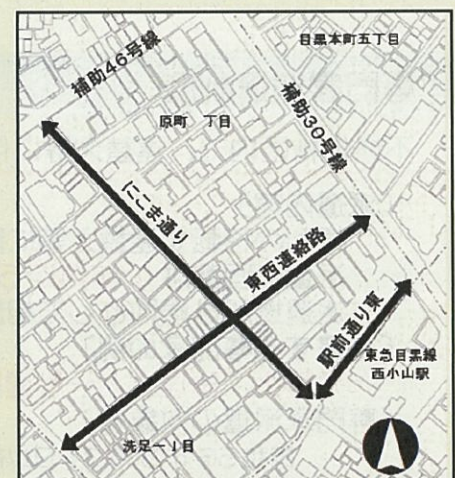 目黒本町五丁目
補助46号線
補助30号線
原町 丁目
にこま通り
東西連絡路
駅前通り東
東急目黒線
西小山駅
洗足一丁目